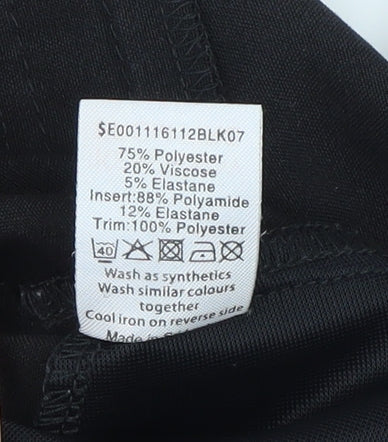 $E001116112BLK07
75% Polyester
20% Viscose
5% Elastane
Insert:88% Polyamide
12% Elastane
Trim:100% Polyester
40
Wash as synthetics
Wash similar colours
together
Cool iron on reverse side
Made in